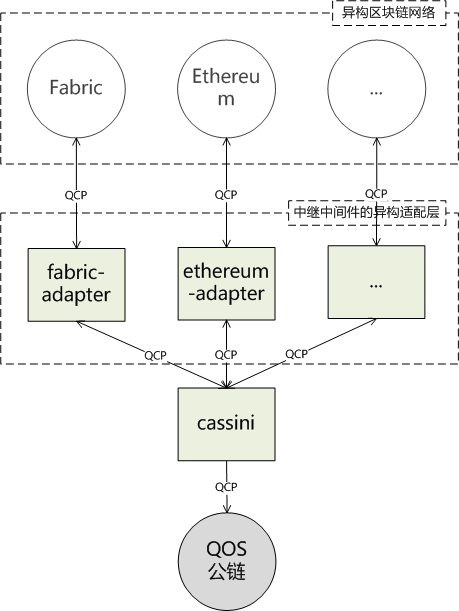 异构区块链网络
Fabric
Ethereu
m
...
QCP
QCP
QCP
中继中间件的异构适配层
fabric-
adapter
ethereum
-adapter
...
QCP
QCP
QCP
cassini
QCP
QOS
公链